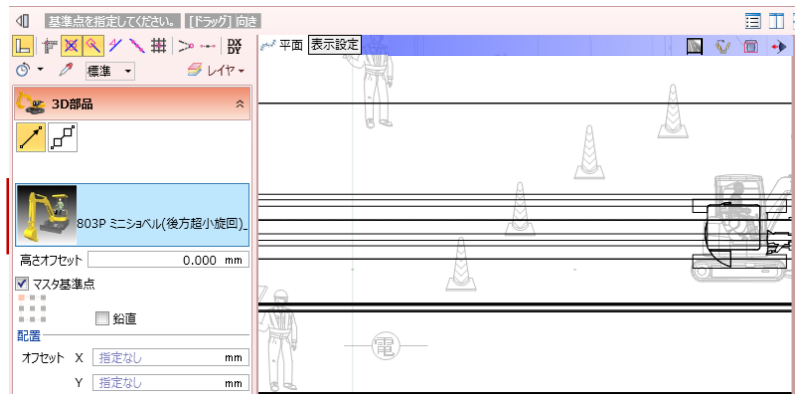 基準点を指定してください。 [ドラッグ] 向き
DX
DF
平面 表示設定
標準 レイヤ
3D部品
803P ミニショベル(後方超小旋回)_
高さオフセット 0.000 mm
マスタ基準点
鉛直
配置
オフセット X 指定なし mm
Y 指定なし mm
電